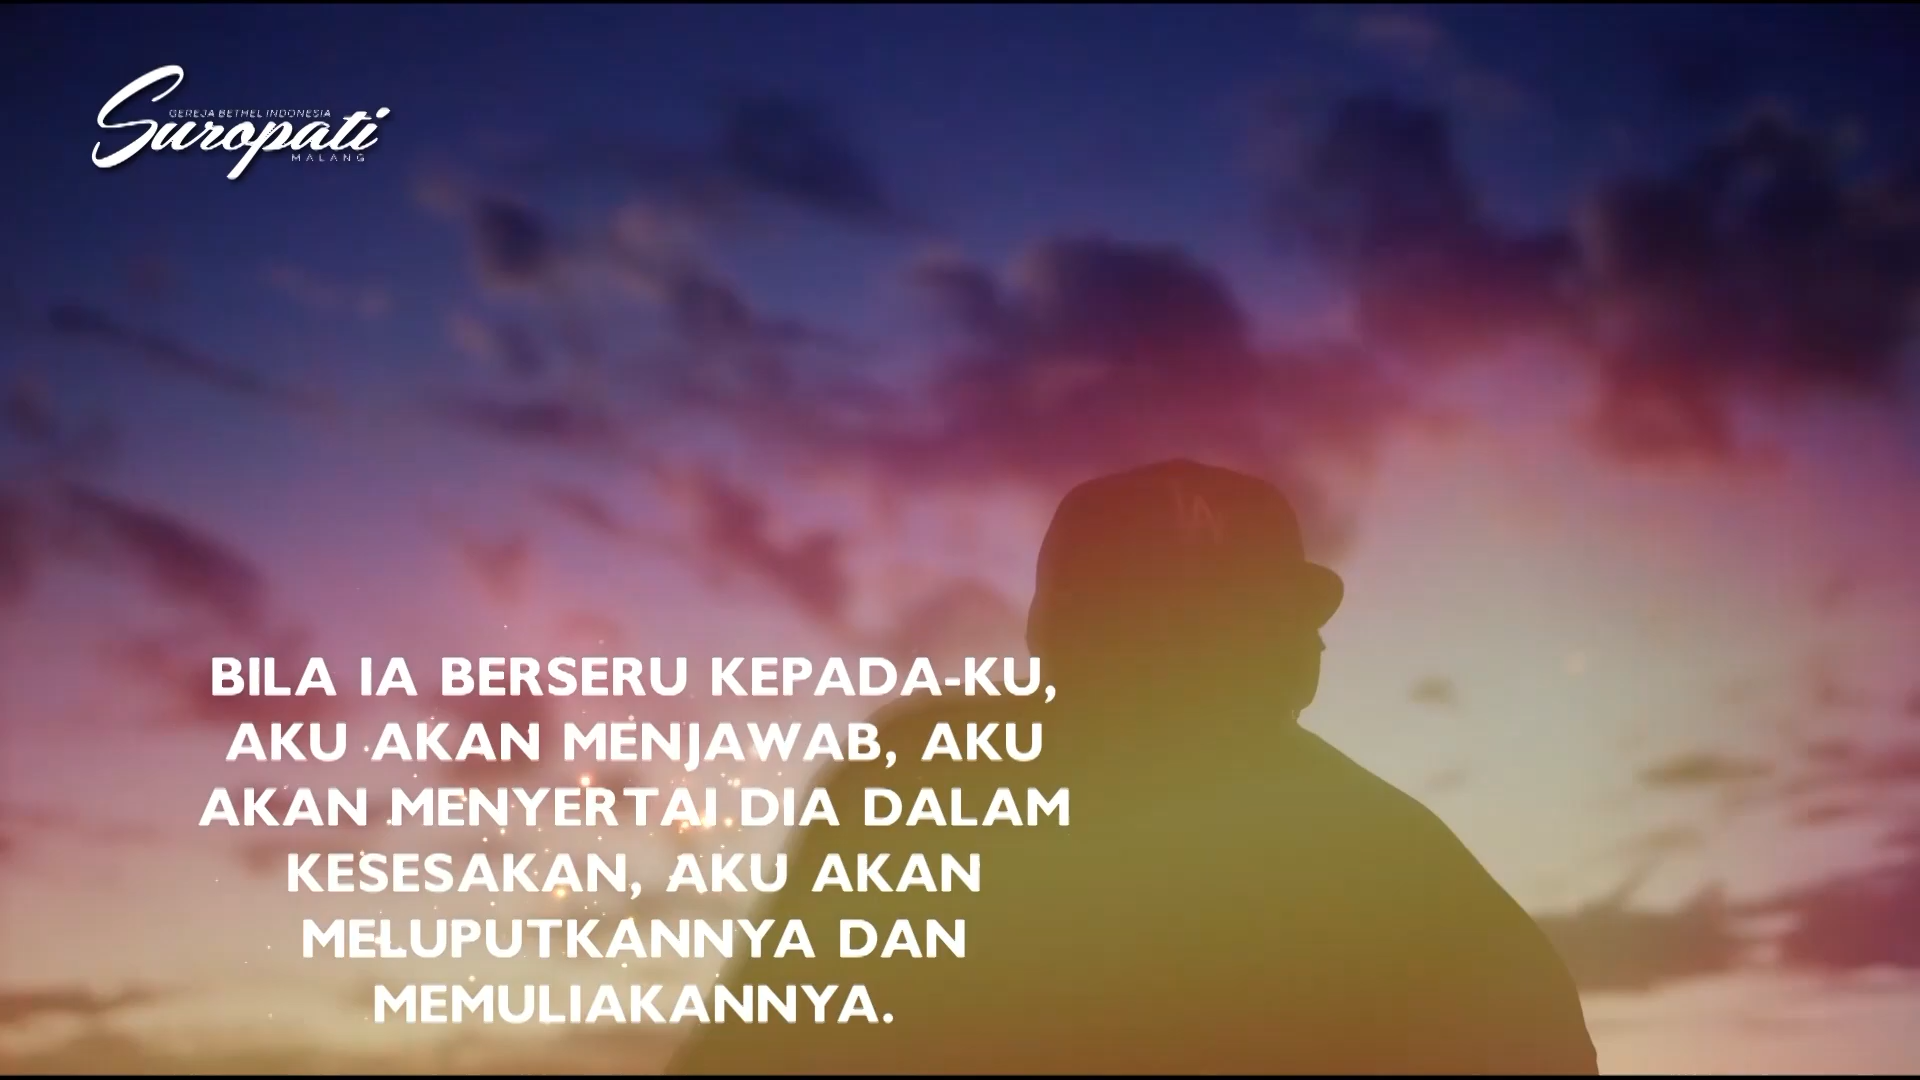 GEREJA BETHEL INDONESIA
Suropati
MALANG
BILA IA BERSERU KEPADA-KU,
AKU AKAN MENJAWAB, AKU
AKAN MENYERTAI DIA DALAM
KESESAKAN, AKU AKAN
MELUPUTKANNYA DAN
MEMULIAKANNYA.